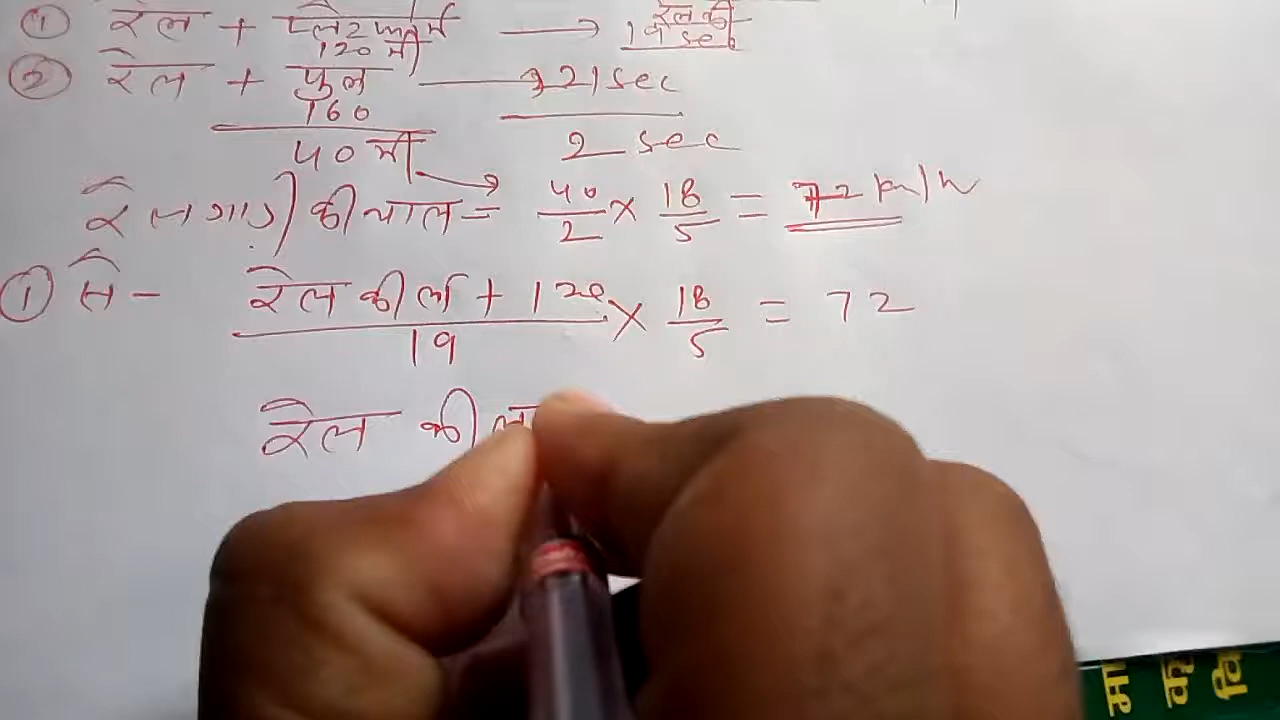 ① रेल + प्लेटफार्म ⟶ रेल की 19 sec
120 मी
② रेल + पुल ⟶ 21 sec
160
40 मी 2 sec
रेलगाड़ी की चाल = 40/2 × 18/5 = 72 km/h
① से - रेल की ल॰ + 120/19 × 18/5 = 72
रेल की